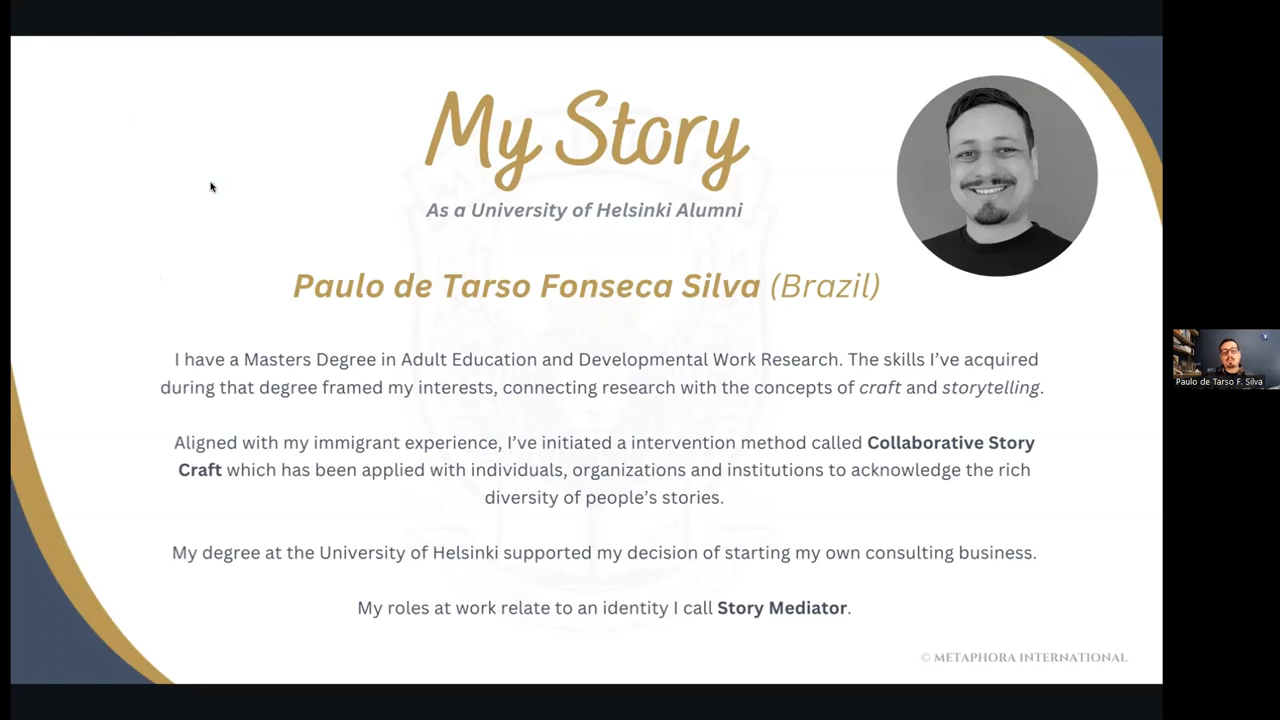 My Story
As a University of Helsinki Alumni
Paulo de Tarso Fonseca Silva (Brazil)
I have a Masters Degree in Adult Education and Developmental Work Research. The skills I've acquired
during that degree framed my interests, connecting research with the concepts of craft and storytelling.
Aligned with my immigrant experience, I've initiated a intervention method called Collaborative Story
Craft which has been applied with individuals, organizations and institutions to acknowledge the rich
diversity of people's stories.
My degree at the University of Helsinki supported my decision of starting my own consulting business.
My roles at work relate to an identity I call Story Mediator.
© METAPHORA INTERNATIONAL
Paulo de Tarso F. Silva